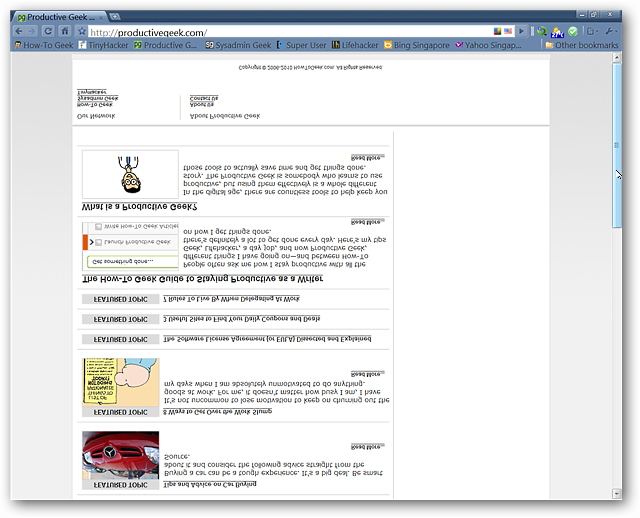 Productive Geek ...
http://productivegeek.com/
How-To Geek
TinyHacker
Productive G...
Sysadmin Geek
Super User
Lifehacker
Bing Singapore
Yahoo Singap...
Other bookmarks
FEATURED TOPIC
Tips and Advice on Car Buying
Buying a car can be a tough experience. It's a big deal. Be smart
about it and consider the following advice straight from the
Source.
Read More...
FEATURED TOPIC
8 Ways to Get Over the Work Slump
LIST OF
THINGS TO
RATIONALIZE
NOT DOING
It's not uncommon to lose motivation to keep on churning out the
goods at work. For me, it doesn't matter how busy I am, I have
my days when I am absolutely unmotivated to do anything.
Read More...
FEATURED TOPIC
The Software License Agreement (or EULA) Dissected and Explained
FEATURED TOPIC
3 Useful Sites to Find Your Daily Coupons and Deals
FEATURED TOPIC
7 Rules To Live By When Delegating At Work
The How-To Geek Guide to Staying Productive as a Writer
Get something done...
Launch Productive Geek
Write How-To Geek Articles
People often ask me how I stay productive with all the
different things I have going on—and between How-To
Geek, Lifehacker, a day job, and now Productive Geek,
there's definitely a lot to get done every day. Here's my tips
on how I get things done.
What is a Productive Geek?
In the digital age, there are countless tools to help keep you
productive, but using them effectively is a whole different
story. The Productive Geek is somebody who learns to use
those tools to actually save time and get things done.
Read More...
Our Network
How-To Geek
Sysadmin Geek
TinyHacker
About Productive Geek
About Us
Contact Us
Copyright © 2006-2010 HowToGeek.com. All Rights Reserved.